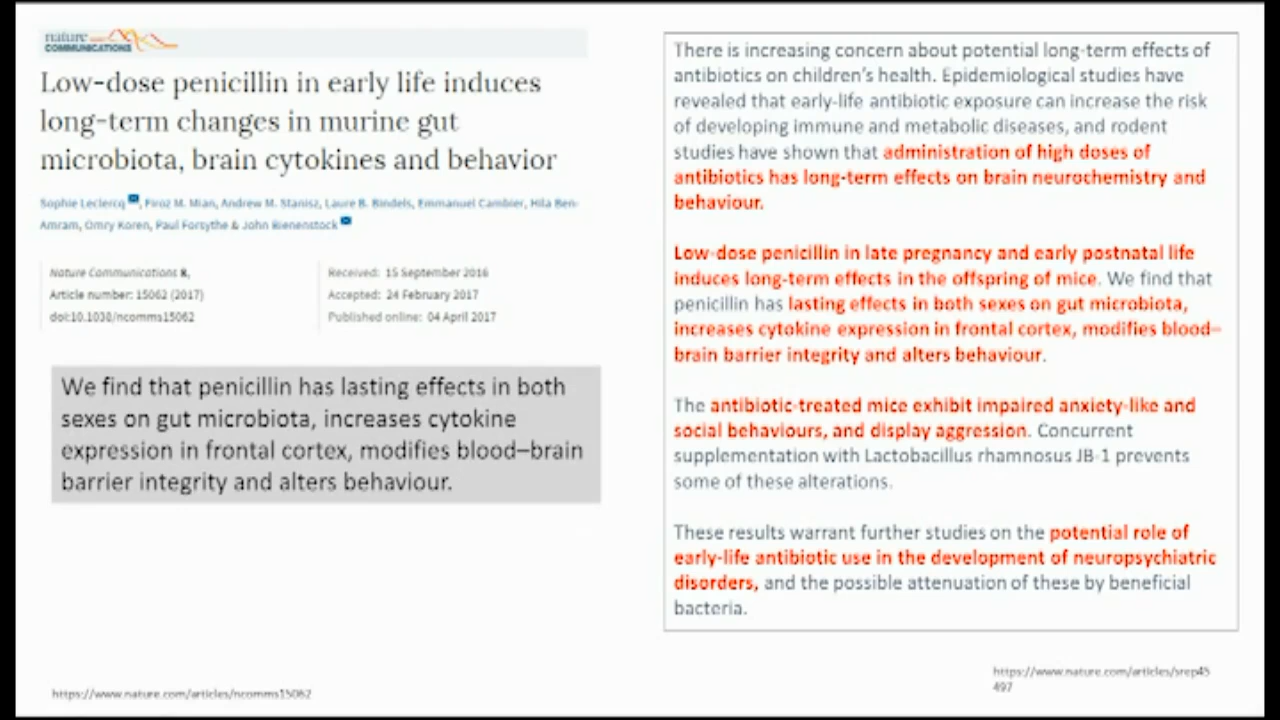 nature
COMMUNICATIONS
Low-dose penicillin in early life induces
long-term changes in murine gut
microbiota, brain cytokines and behavior
Sophie Leclercq, Firoz M. Mian, Andrew M. Stanisz, Laure B. Bindels, Emmanuel Cambier, Hila Ben-
Amram, Omry Koren, Paul Forsythe & John Bienenstock
Nature Communications 8,
Article number: 15062 (2017)
doi:10.1038/ncomms15062
Received: 15 September 2016
Accepted: 24 February 2017
Published online: 04 April 2017
We find that penicillin has lasting effects in both
sexes on gut microbiota, increases cytokine
expression in frontal cortex, modifies blood–brain
barrier integrity and alters behaviour.
https://www.nature.com/articles/ncomms15062
There is increasing concern about potential long-term effects of
antibiotics on children's health. Epidemiological studies have
revealed that early-life antibiotic exposure can increase the risk
of developing immune and metabolic diseases, and rodent
studies have shown that administration of high doses of
antibiotics has long-term effects on brain neurochemistry and
behaviour.
Low-dose penicillin in late pregnancy and early postnatal life
induces long-term effects in the offspring of mice. We find that
penicillin has lasting effects in both sexes on gut microbiota,
increases cytokine expression in frontal cortex, modifies blood–
brain barrier integrity and alters behaviour.
The antibiotic-treated mice exhibit impaired anxiety-like and
social behaviours, and display aggression. Concurrent
supplementation with Lactobacillus rhamnosus JB-1 prevents
some of these alterations.
These results warrant further studies on the potential role of
early-life antibiotic use in the development of neuropsychiatric
disorders, and the possible attenuation of these by beneficial
bacteria.
https://www.nature.com/articles/srep45
497